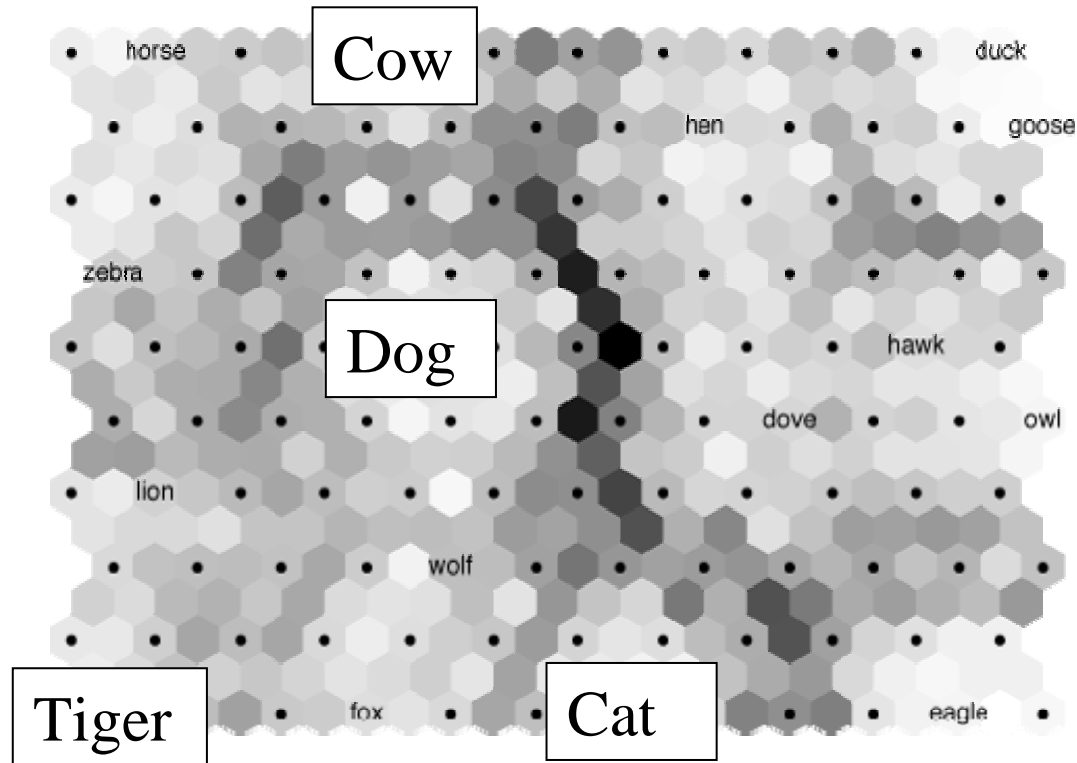 horse
Cow
duck
hen
goose
zebra
Dog
hawk
dove
owl
lion
wolf
Tiger
fox
Cat
eagle